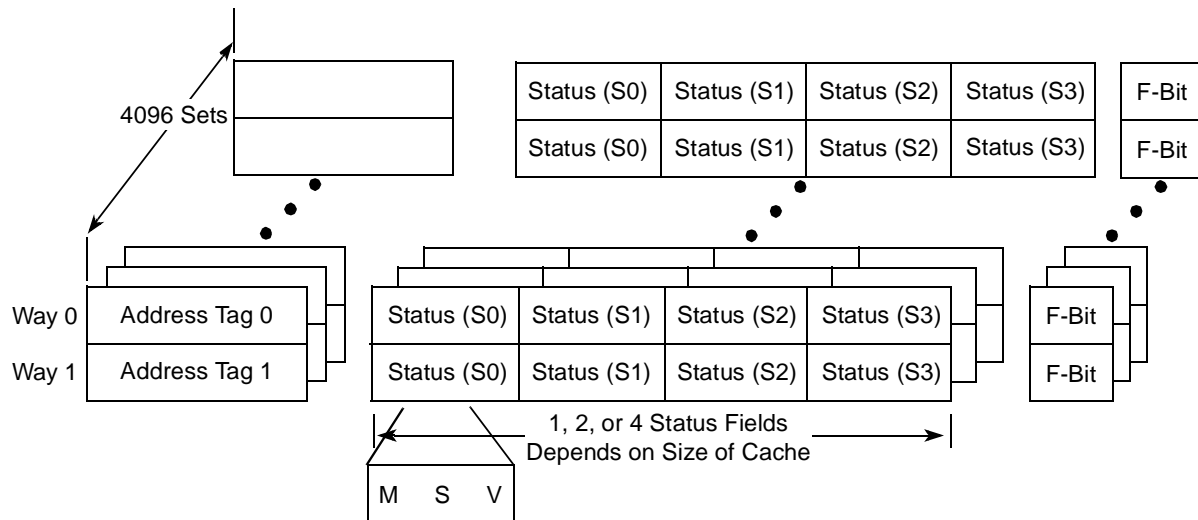 Status (S0) Status (S1) Status (S2) Status (S3) F-Bit
4096 Sets
Status (S0) Status (S1) Status (S2) Status (S3) F-Bit
Way 0 Address Tag 0 Status (S0) Status (S1) Status (S2) Status (S3) F-Bit
Way 1 Address Tag 1 Status (S0) Status (S1) Status (S2) Status (S3) F-Bit
1, 2, or 4 Status Fields
Depends on Size of Cache
M S V